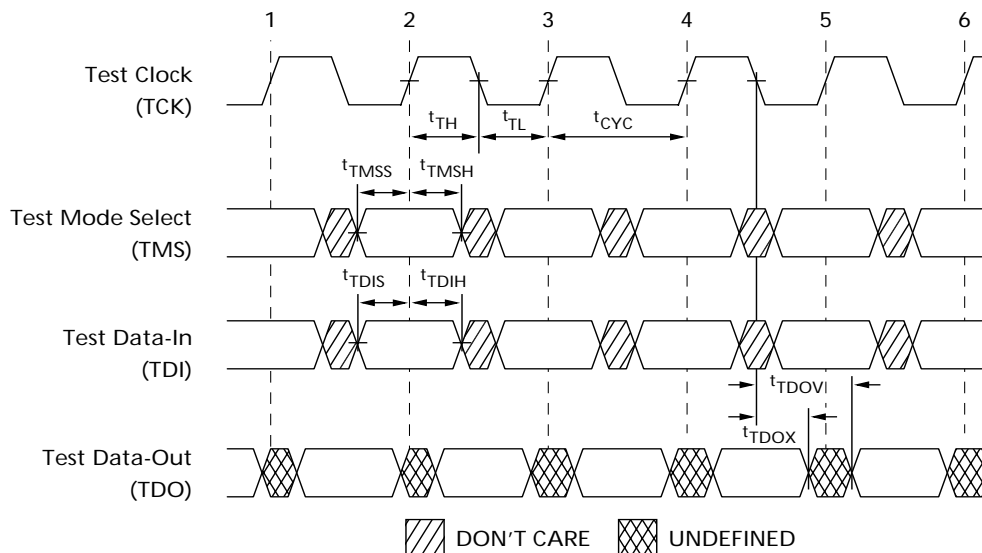 1 2 3 4 5 6
Test Clock
(TCK)
tTH tTL tCYC
tTMSS tTMSH
Test Mode Select
(TMS)
tTDIS tTDIH
Test Data-In
(TDI)
tTDOV
tTDOX
Test Data-Out
(TDO)
DON'T CARE UNDEFINED